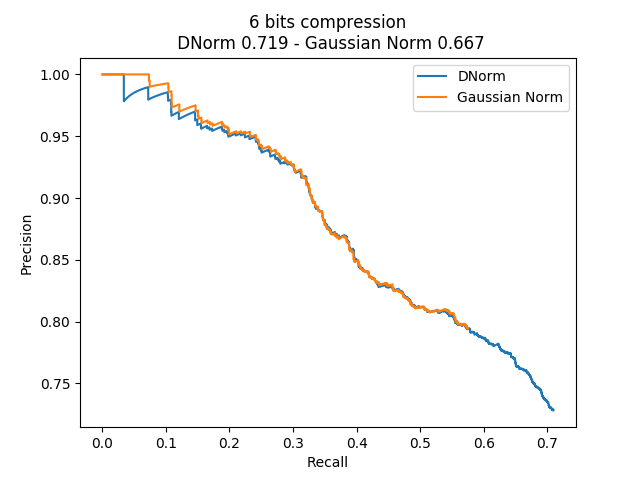 6 bits compression
DNorm 0.719 - Gaussian Norm 0.667
DNorm
Gaussian Norm
Precision
1.00
0.95
0.90
0.85
0.80
0.75
0.0 0.1 0.2 0.3 0.4 0.5 0.6 0.7
Recall